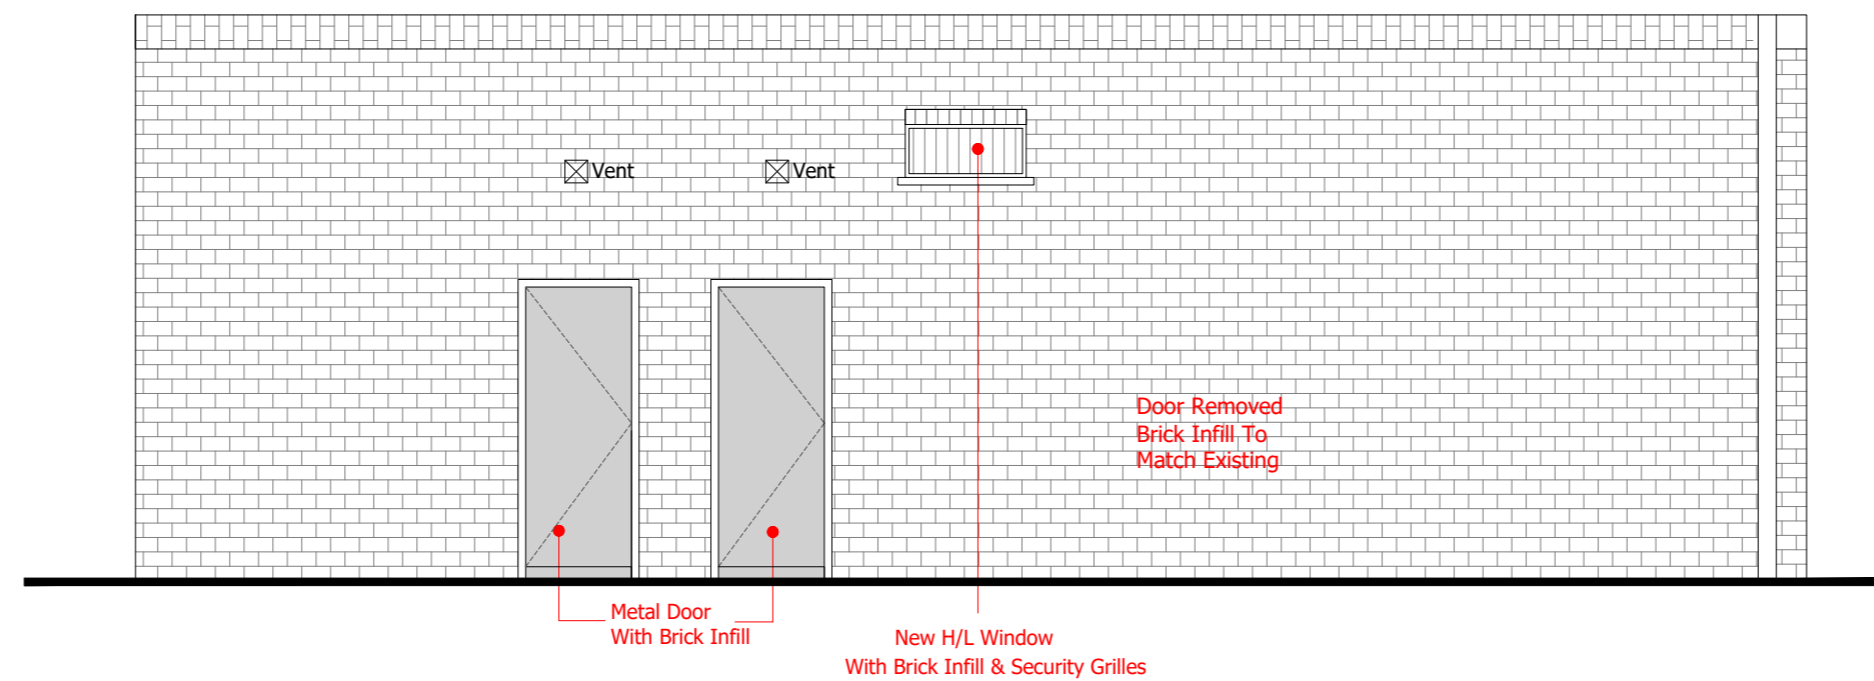 Vent
Vent
Door Removed
Brick Infill To
Match Existing
Metal Door
With Brick Infill
New H/L Window
With Brick Infill & Security Grilles